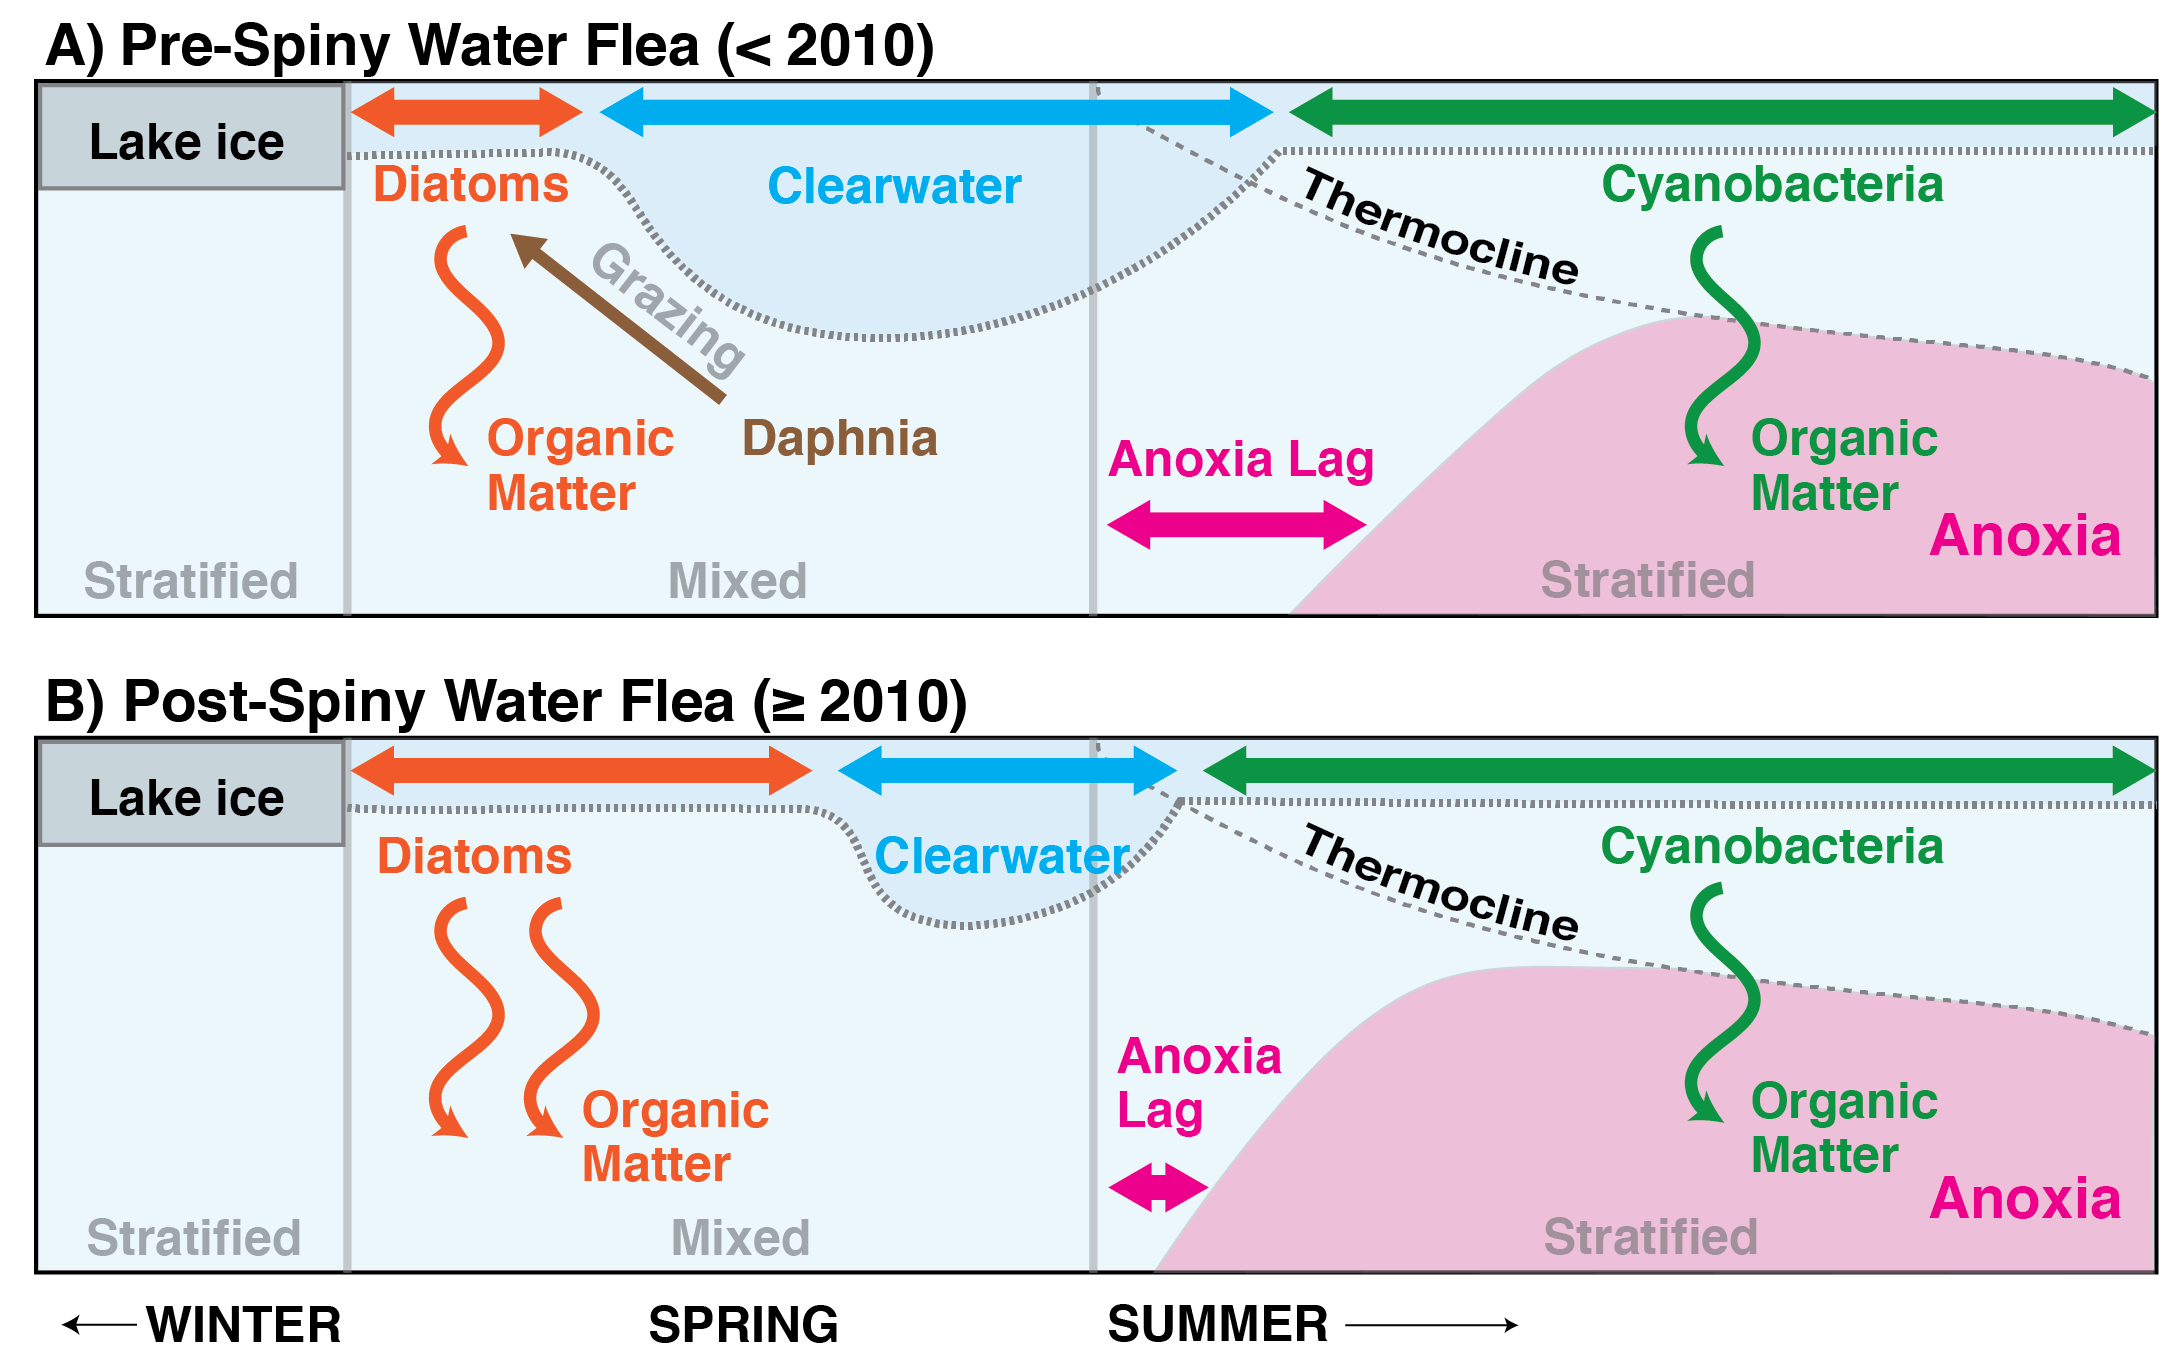 A) Pre-Spiny Water Flea (< 2010)
Lake ice
Diatoms
Clearwater
Cyanobacteria
Thermocline
Grazing
Organic
Matter
Daphnia
Anoxia Lag
Organic
Matter
Anoxia
Stratified
Mixed
Stratified
B) Post-Spiny Water Flea (≥ 2010)
Lake ice
Diatoms
Clearwater
Cyanobacteria
Thermocline
Organic
Matter
Anoxia
Lag
Organic
Matter
Anoxia
Stratified
Mixed
Stratified
WINTER
SPRING
SUMMER